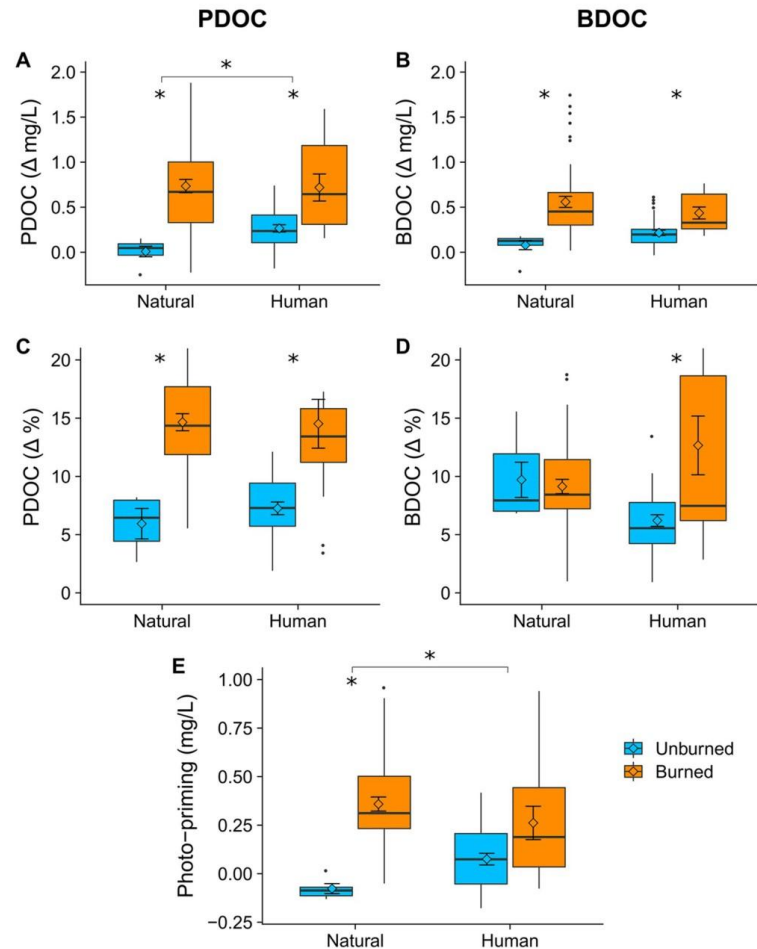 PDOC
BDOC
A
PDOC (Δ mg/L)
2.0
1.5
1.0
0.5
0.0
*
*
*
Natural
Human
B
BDOC (Δ mg/L)
2.0
1.5
1.0
0.5
0.0
*
*
Natural
Human
C
PDOC (Δ %)
20
15
10
5
0
*
*
Natural
Human
D
BDOC (Δ %)
20
15
10
5
0
*
Natural
Human
E
Photo−priming (mg/L)
1.00
0.75
0.50
0.25
0.00
−0.25
*
*
Natural
Human
Unburned
Burned